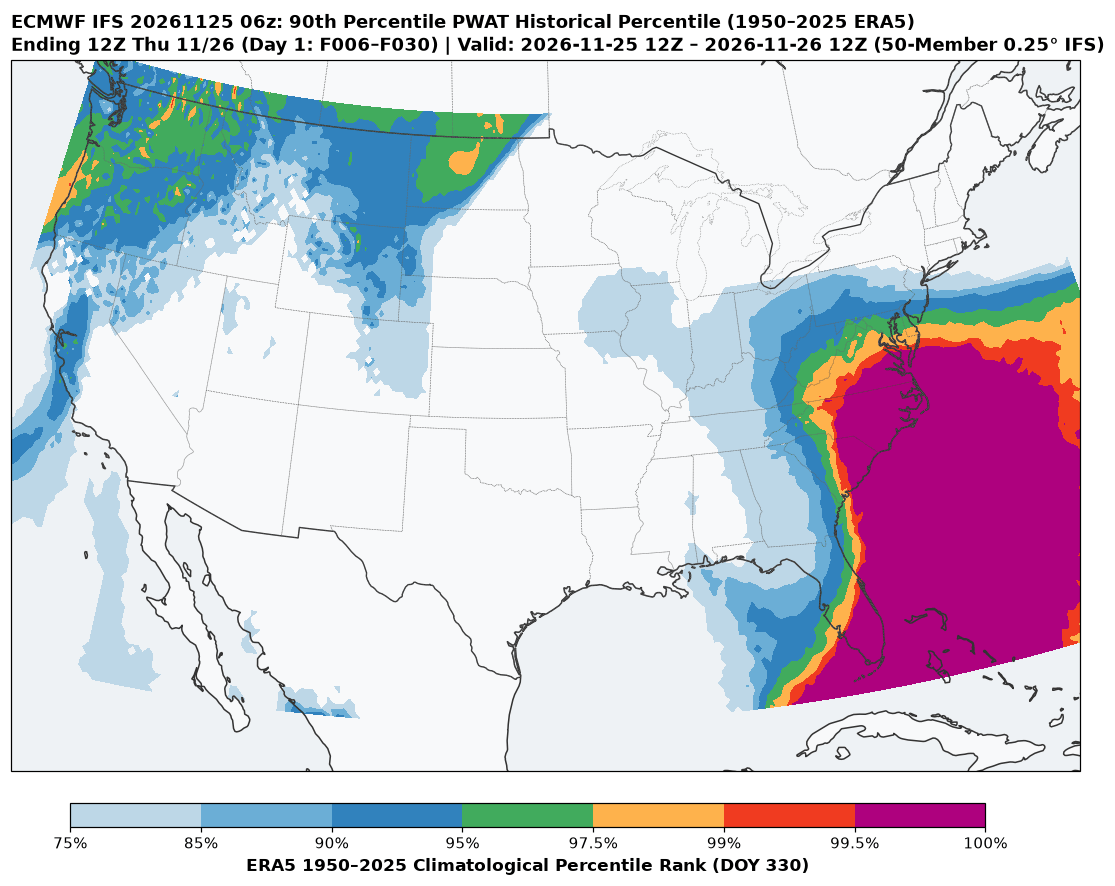 ECMWF IFS 20261125 06z: 90th Percentile PWAT Historical Percentile (1950–2025 ERA5)
Ending 12Z Thu 11/26 (Day 1: F006–F030) | Valid: 2026-11-25 12Z – 2026-11-26 12Z (50-Member 0.25° IFS)
75% 85% 90% 95% 97.5% 99% 99.5% 100%
ERA5 1950–2025 Climatological Percentile Rank (DOY 330)